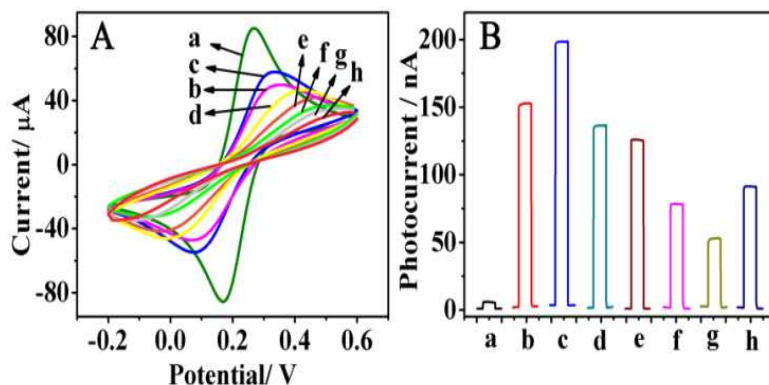 A
80
40
0
-40
-80
Current/ μA
a
c
b
d
e f g h
-0.2 0.0 0.2 0.4 0.6
Potential/ V
B
200
150
100
50
0
Photocurrent / nA
a b c d e f g h